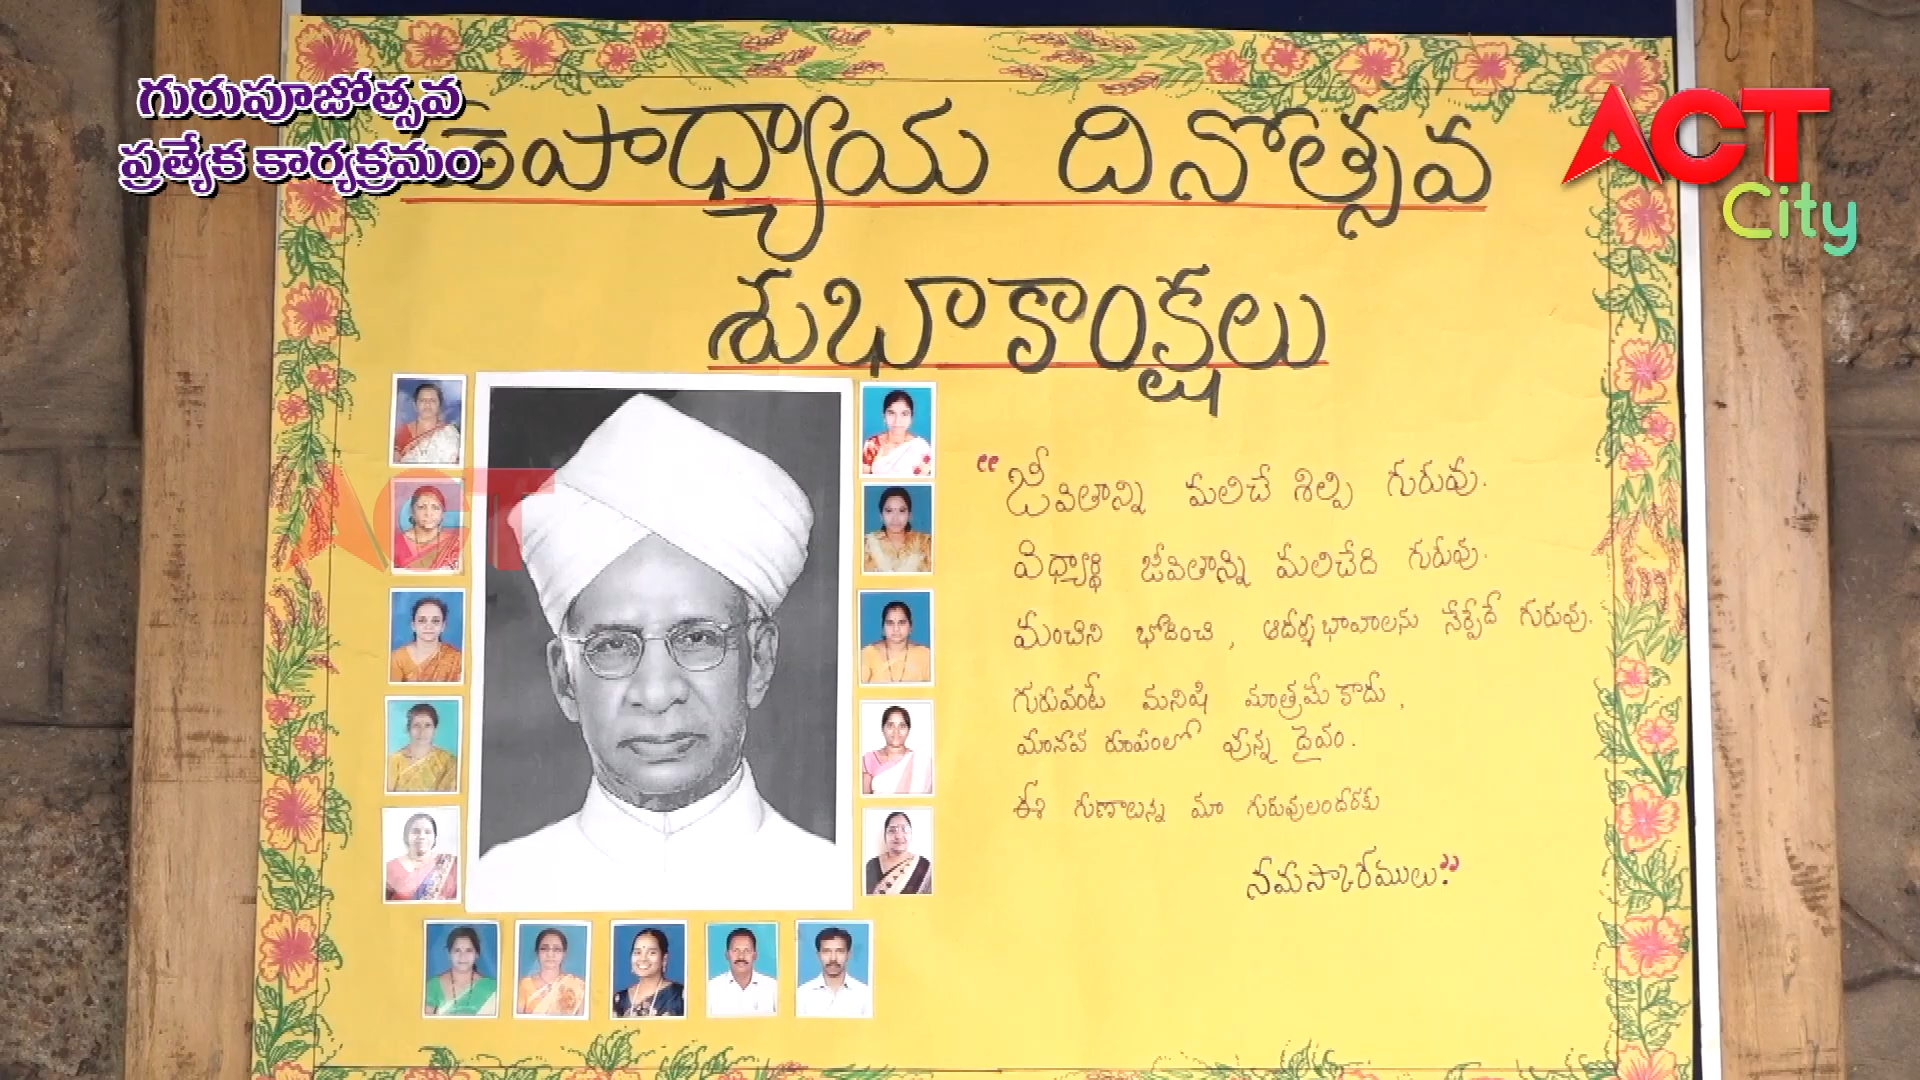 గురుపూజోత్సవ
ప్రత్యేక కార్యక్రమం
ACT
City
ఉపాధ్యాయ దినోత్సవ
శుభాకాంక్షలు
ACT
“జీవితాన్ని మలిచే శిల్పి గురువు.
విధ్యార్థి జీవితాన్ని మలిచేది గురువు.
మంచిని భోదించి, ఆదర్శభావాలను నేర్పేదే గురువు.
గురువంటే మనిషి మాత్రమే కాదు,
మానవ రూపంలో వున్న దైవం.
ఈ గుణాలున్న మా గురువులందరికు
నమస్కారములు”